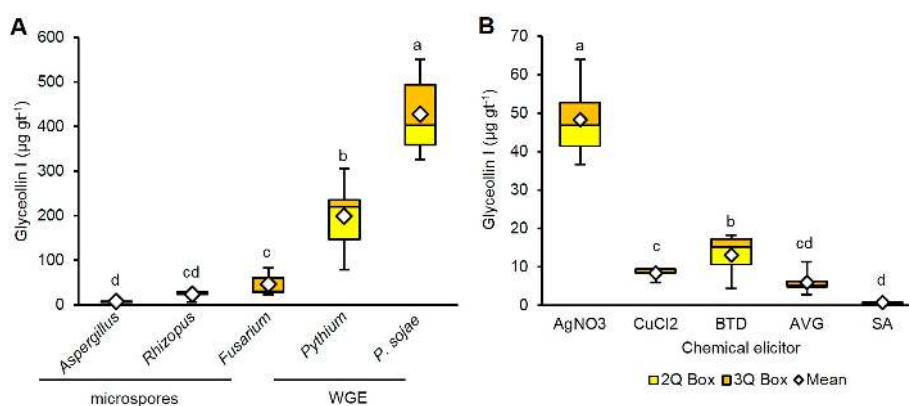 A
Glyceollin I (µg gt⁻¹)
600
500
400
300
200
100
0
d
cd
c
b
a
Aspergillus
Rhizopus
Fusarium
Pythium
P. sojae
microspores
WGE
B
Glyceollin I (µg gt⁻¹)
70
60
50
40
30
20
10
0
a
c
b
cd
d
AgNO3 CuCl2 BTD AVG SA
Chemical elicitor
2Q Box 3Q Box Mean